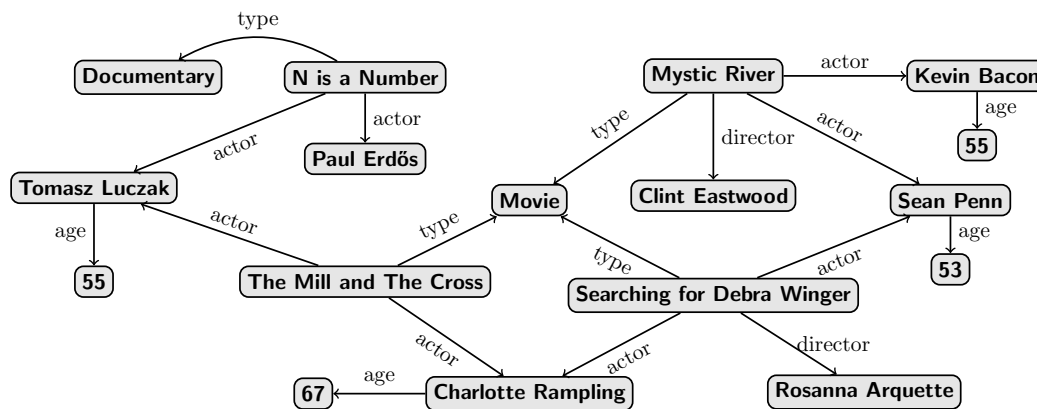 type
Documentary
N is a Number
Mystic River
actor
Kevin Bacon
actor
actor
type
director
actor
age
Paul Erdős
55
Tomasz Luczak
Movie
Clint Eastwood
Sean Penn
age
actor
type
type
actor
age
55
The Mill and The Cross
Searching for Debra Winger
53
actor
actor
director
age
67
Charlotte Rampling
Rosanna Arquette